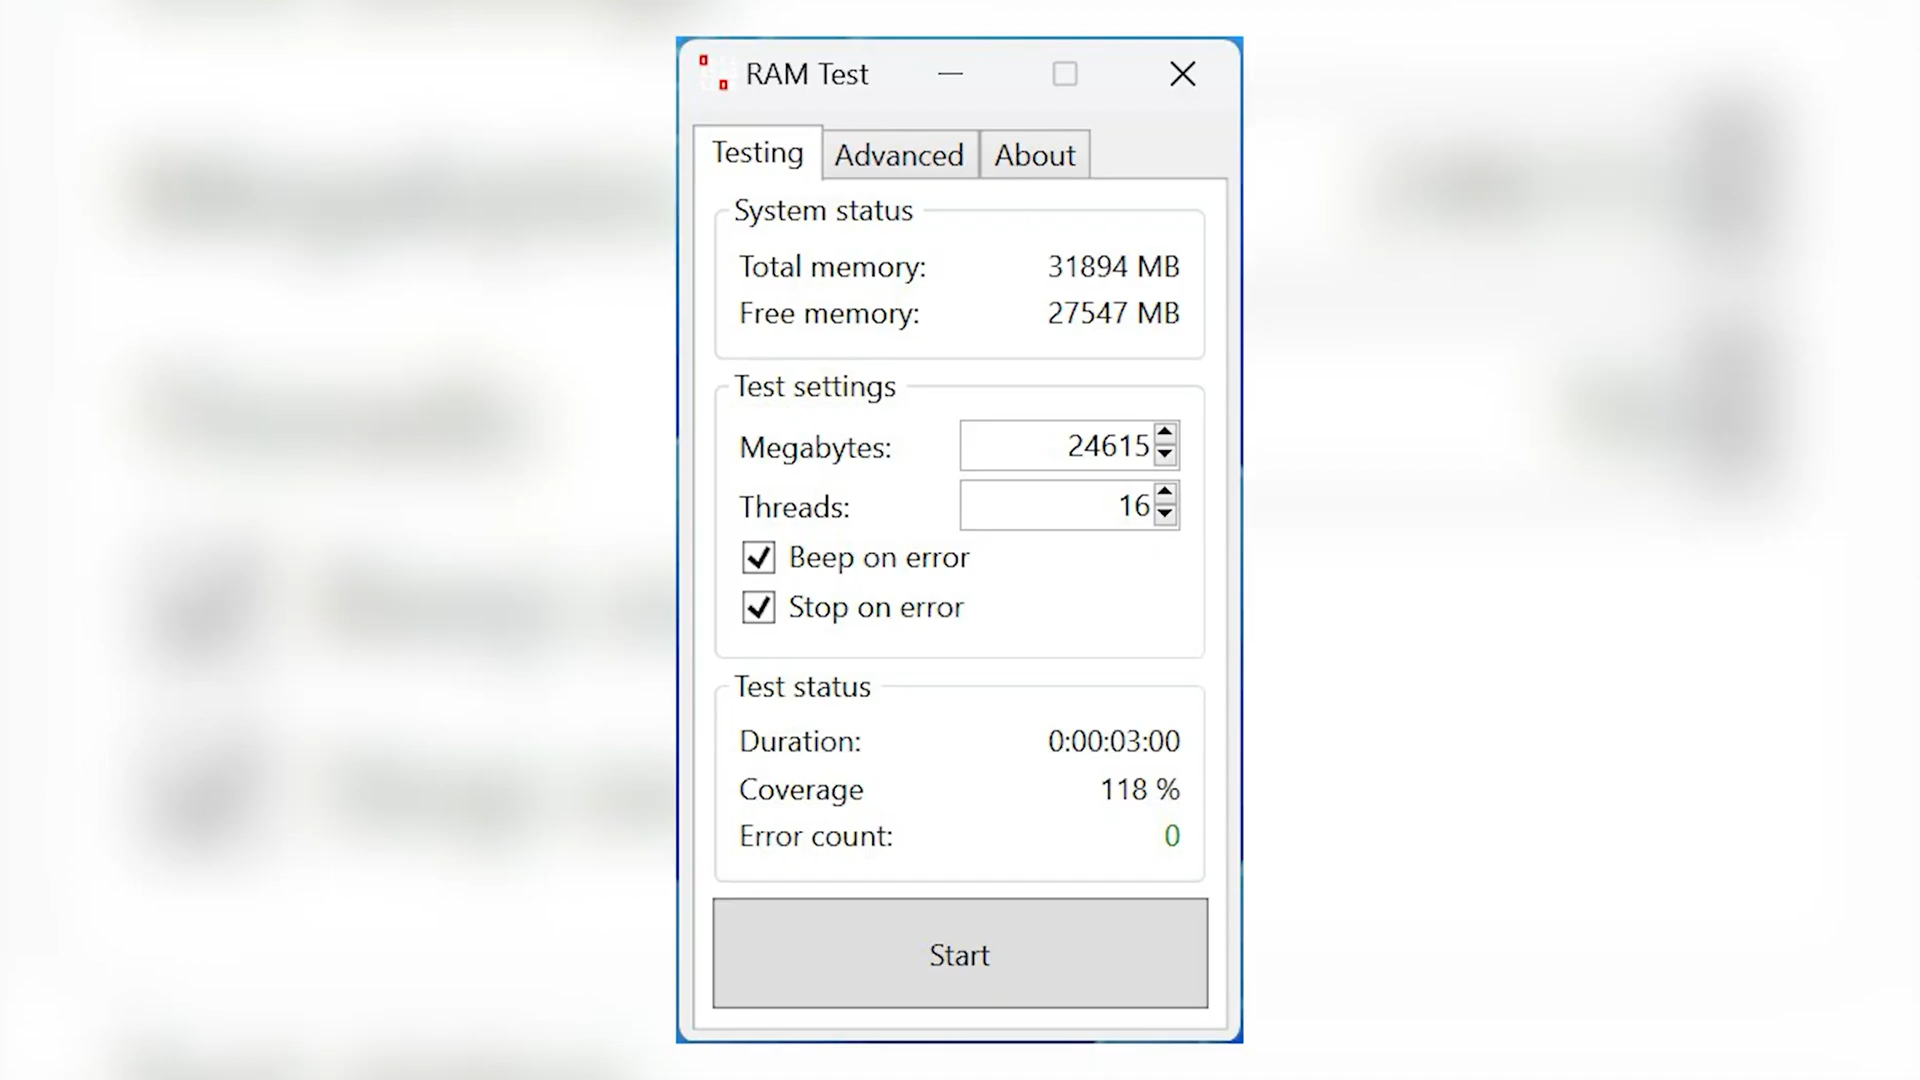 RAM Test
Testing Advanced About
System status
Total memory: 31894 MB
Free memory: 27547 MB
Test settings
Megabytes: 24615
Threads: 16
Beep on error
Stop on error
Test status
Duration: 0:00:03:00
Coverage 118 %
Error count: 0
Start